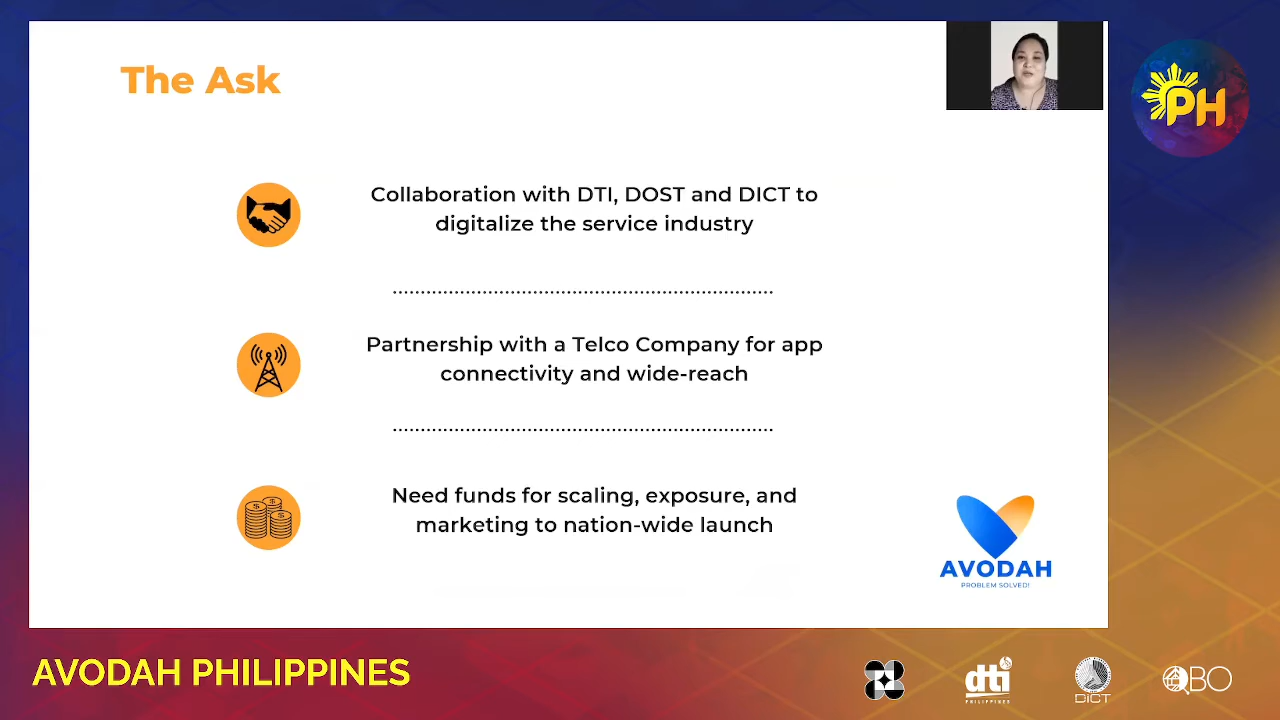 The Ask
PH
Collaboration with DTI, DOST and DICT to
digitalize the service industry
Partnership with a Telco Company for app
connectivity and wide-reach
Need funds for scaling, exposure, and
marketing to nation-wide launch
AVODAH
PROBLEM SOLVED!
AVODAH PHILIPPINES
dti
PHILIPPINES
DICT
QBO